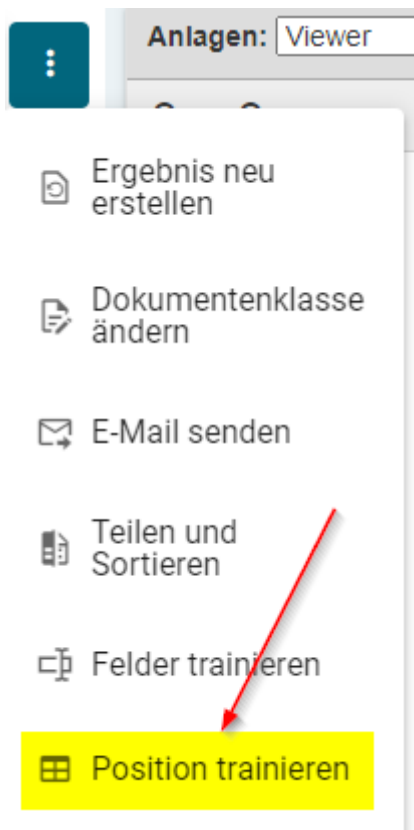 Anlagen: Viewer
Ergebnis neu
erstellen
Dokumentenklasse
ändern
E-Mail senden
Teilen und
Sortieren
Felder trainieren
Position trainieren